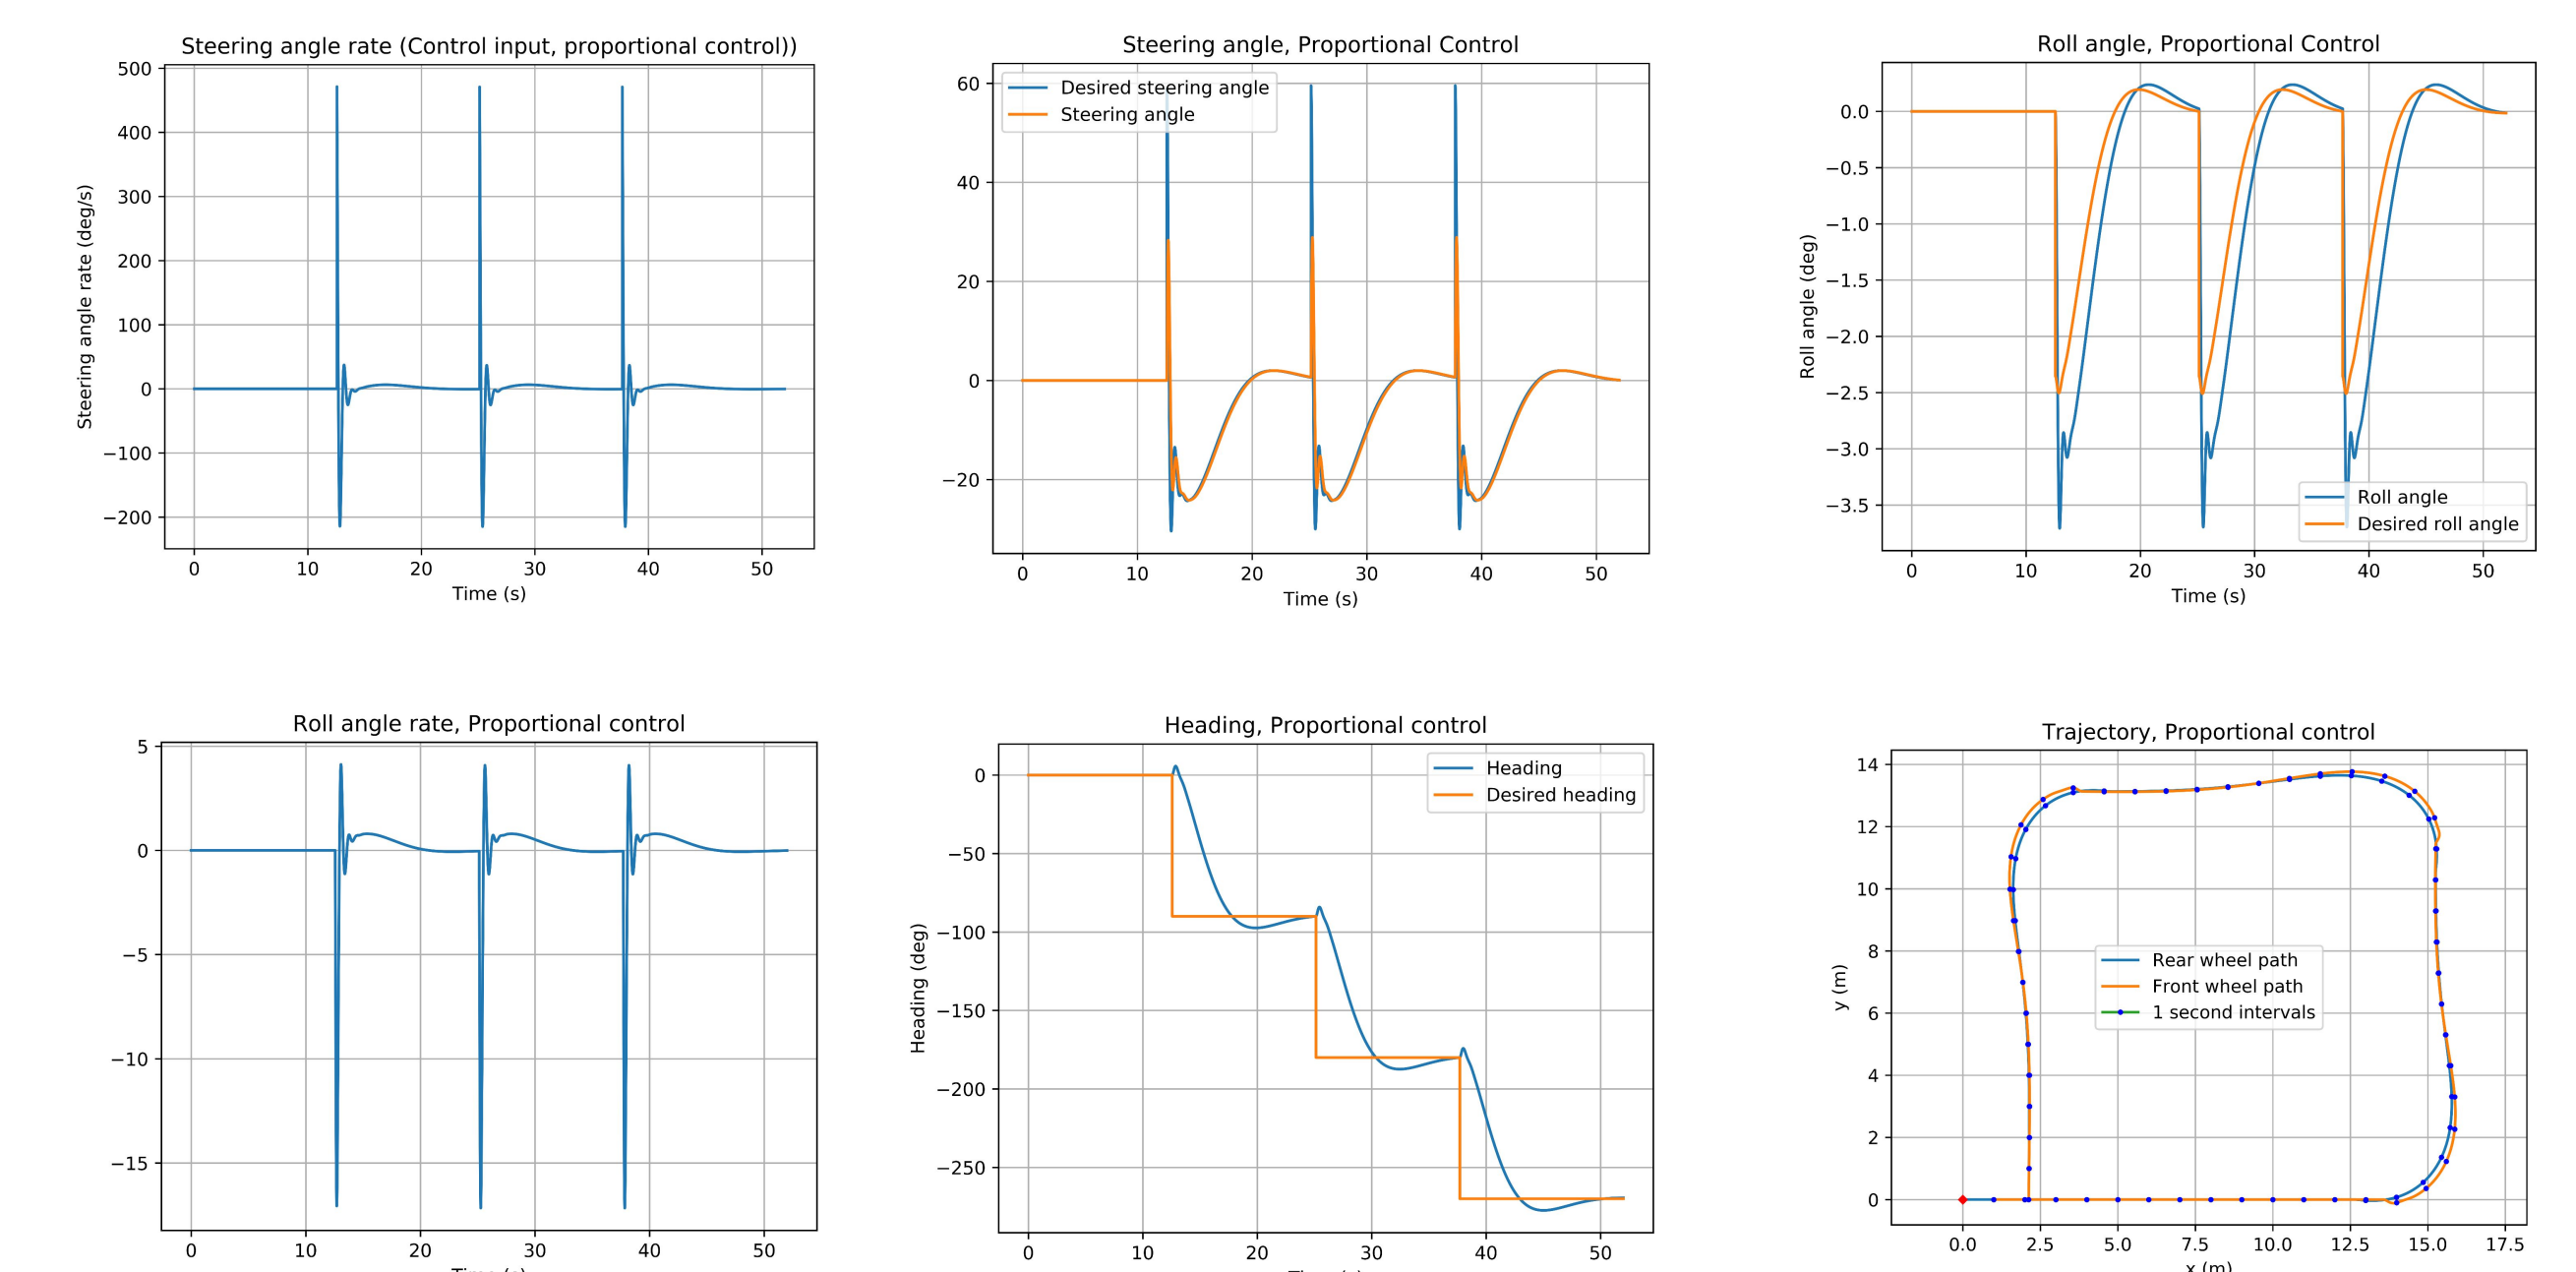 Steering angle rate (Control input, proportional control))
500
400
300
200
100
0
−100
−200
Steering angle rate (deg/s)
0 10 20 30 40 50
Time (s)
Steering angle, Proportional Control
Desired steering angle
Steering angle
60
40
20
0
−20
0 10 20 30 40 50
Time (s)
Roll angle, Proportional Control
0.0
−0.5
−1.0
−1.5
−2.0
−2.5
−3.0
−3.5
Roll angle (deg)
Roll angle
Desired roll angle
0 10 20 30 40 50
Time (s)
Roll angle rate, Proportional control
5
0
−5
−10
−15
0 10 20 30 40 50
Time (s)
Heading, Proportional control
Heading
Desired heading
0
−50
−100
−150
−200
−250
Heading (deg)
0 10 20 30 40 50
Time (s)
Trajectory, Proportional control
14
12
10
8
6
4
2
0
y (m)
Rear wheel path
Front wheel path
1 second intervals
0.0 2.5 5.0 7.5 10.0 12.5 15.0 17.5
x (m)